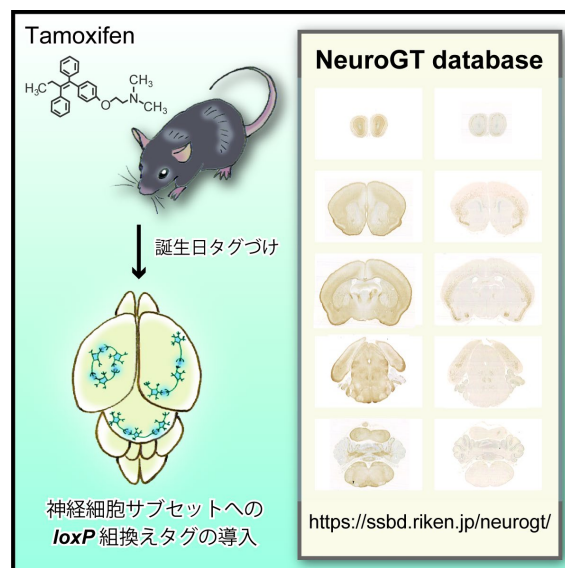 Tamoxifen
H₃C
O
N
CH₃
CH₃
誕生日タグづけ
神経細胞サブセットへの
loxP 組換えタグの導入
NeuroGT database
https://ssbd.riken.jp/neurogt/